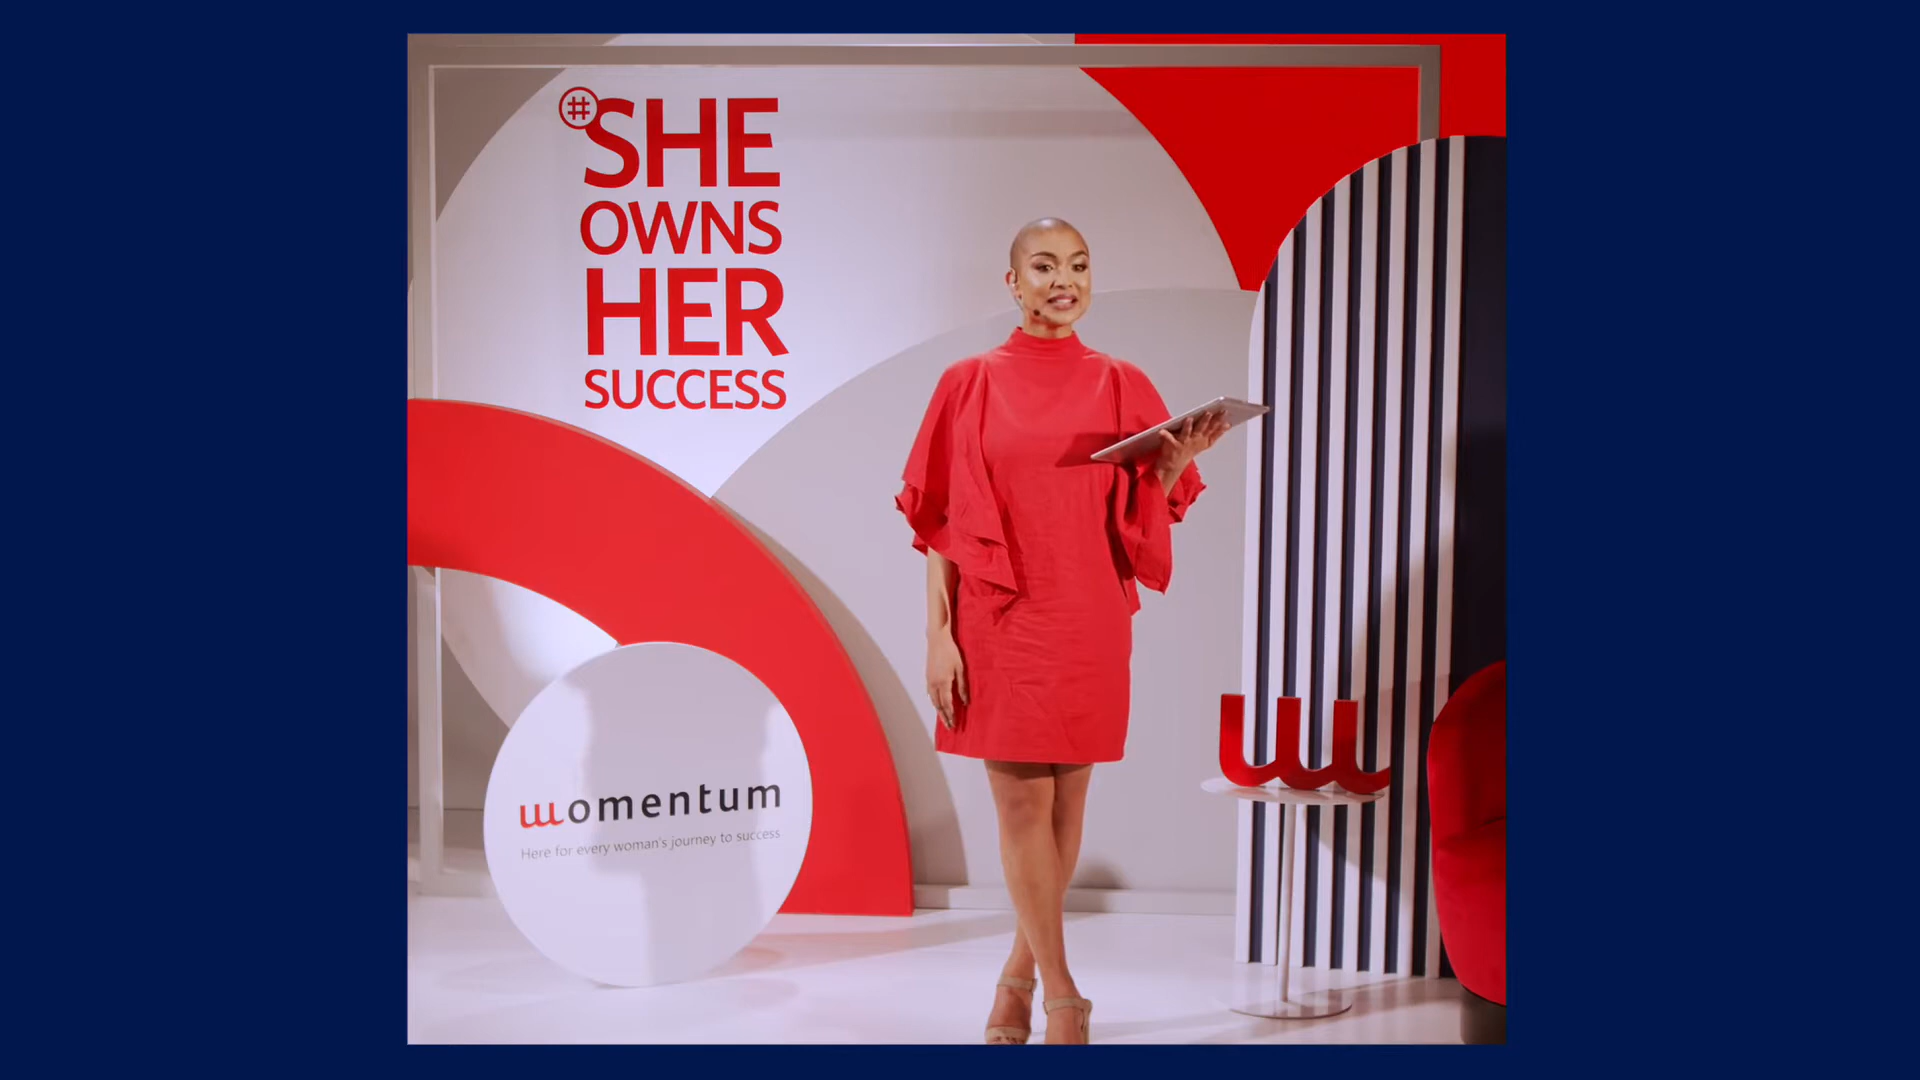 #SHE
OWNS
HER
SUCCESS
womentum
Here for every woman's journey to success
w